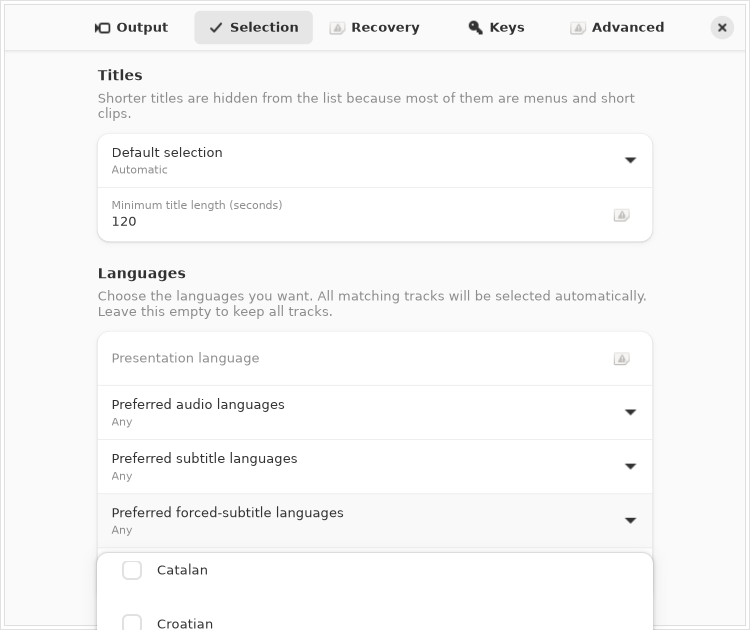 Output
Selection
Recovery
Keys
Advanced
Titles
Shorter titles are hidden from the list because most of them are menus and short
clips.
Default selection
Automatic
Minimum title length (seconds)
120
Languages
Choose the languages you want. All matching tracks will be selected automatically.
Leave this empty to keep all tracks.
Presentation language
Preferred audio languages
Any
Preferred subtitle languages
Any
Preferred forced-subtitle languages
Any
Catalan
Croatian